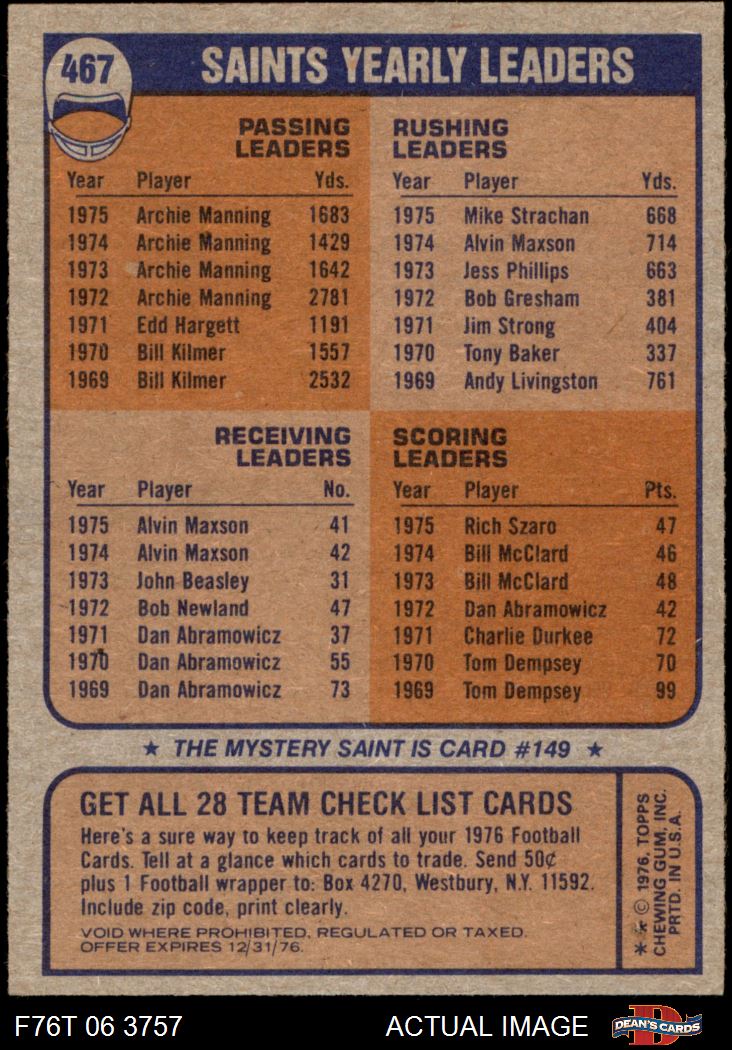 467
SAINTS YEARLY LEADERS
PASSING
LEADERS
Year Player Yds.
1975 Archie Manning 1683
1974 Archie Manning 1429
1973 Archie Manning 1642
1972 Archie Manning 2781
1971 Edd Hargett 1191
1970 Bill Kilmer 1557
1969 Bill Kilmer 2532
RUSHING
LEADERS
Year Player Yds.
1975 Mike Strachan 668
1974 Alvin Maxson 714
1973 Jess Phillips 663
1972 Bob Gresham 381
1971 Jim Strong 404
1970 Tony Baker 337
1969 Andy Livingston 761
RECEIVING
LEADERS
Year Player No.
1975 Alvin Maxson 41
1974 Alvin Maxson 42
1973 John Beasley 31
1972 Bob Newland 47
1971 Dan Abramowicz 37
1970 Dan Abramowicz 55
1969 Dan Abramowicz 73
SCORING
LEADERS
Year Player Pts.
1975 Rich Szaro 47
1974 Bill McClard 46
1973 Bill McClard 48
1972 Dan Abramowicz 42
1971 Charlie Durkee 72
1970 Tom Dempsey 70
1969 Tom Dempsey 99
★ THE MYSTERY SAINT IS CARD #149 ★
GET ALL 28 TEAM CHECK LIST CARDS
Here's a sure way to keep track of all your 1976 Football
Cards. Tell at a glance which cards to trade. Send 50¢
plus 1 Football wrapper to: Box 4270, Westbury, N.Y. 11592.
Include zip code, print clearly.
VOID WHERE PROHIBITED, REGULATED OR TAXED.
OFFER EXPIRES 12/31/76.
* * © 1976, TOPPS
CHEWING GUM, INC.
PRTD. IN U.S.A.
F76T 06 3757
ACTUAL IMAGE
D
DEAN'S CARDS